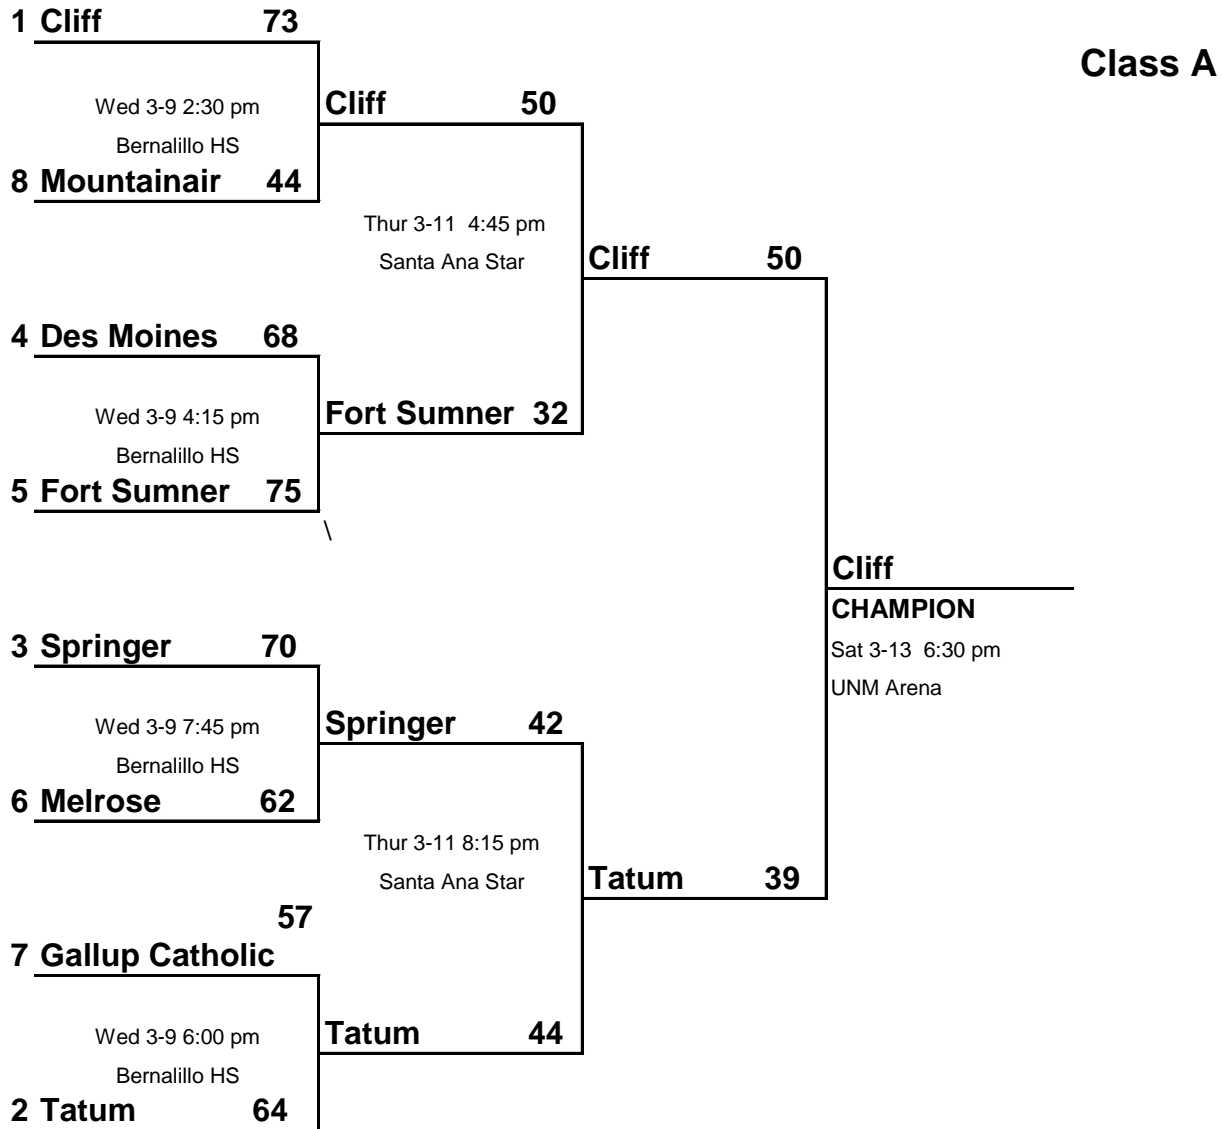 1 Cliff 73
Class A
Wed 3-9 2:30 pm
Cliff 50
Bernalillo HS
8 Mountainair 44
Thur 3-11 4:45 pm
Santa Ana Star
Cliff 50
4 Des Moines 68
Wed 3-9 4:15 pm
Fort Sumner 32
Bernalillo HS
5 Fort Sumner 75
\
Cliff
CHAMPION
3 Springer 70
Sat 3-13 6:30 pm
UNM Arena
Wed 3-9 7:45 pm
Springer 42
Bernalillo HS
6 Melrose 62
Thur 3-11 8:15 pm
Santa Ana Star
Tatum 39
57
7 Gallup Catholic
Wed 3-9 6:00 pm
Tatum 44
Bernalillo HS
2 Tatum 64